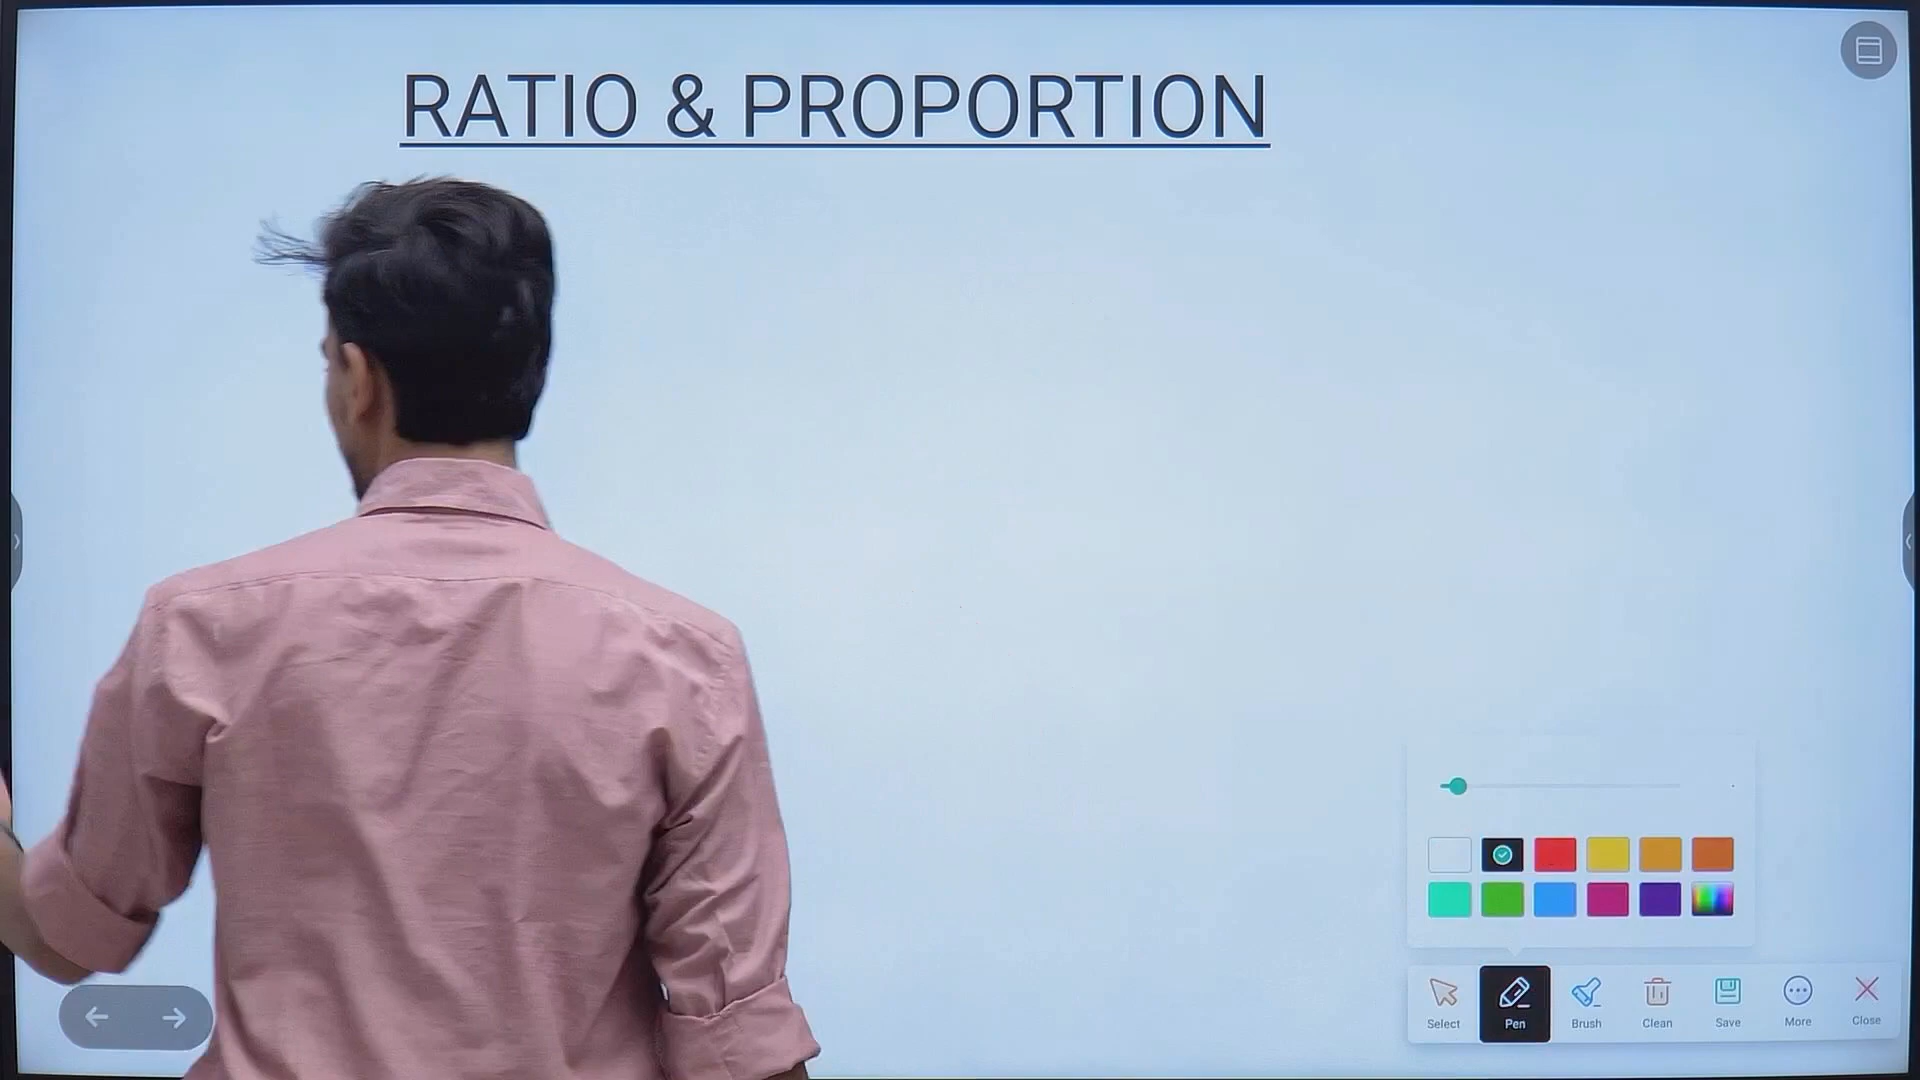 RATIO & PROPORTION
Select
Pen
Brush
Clean
Save
More
Close